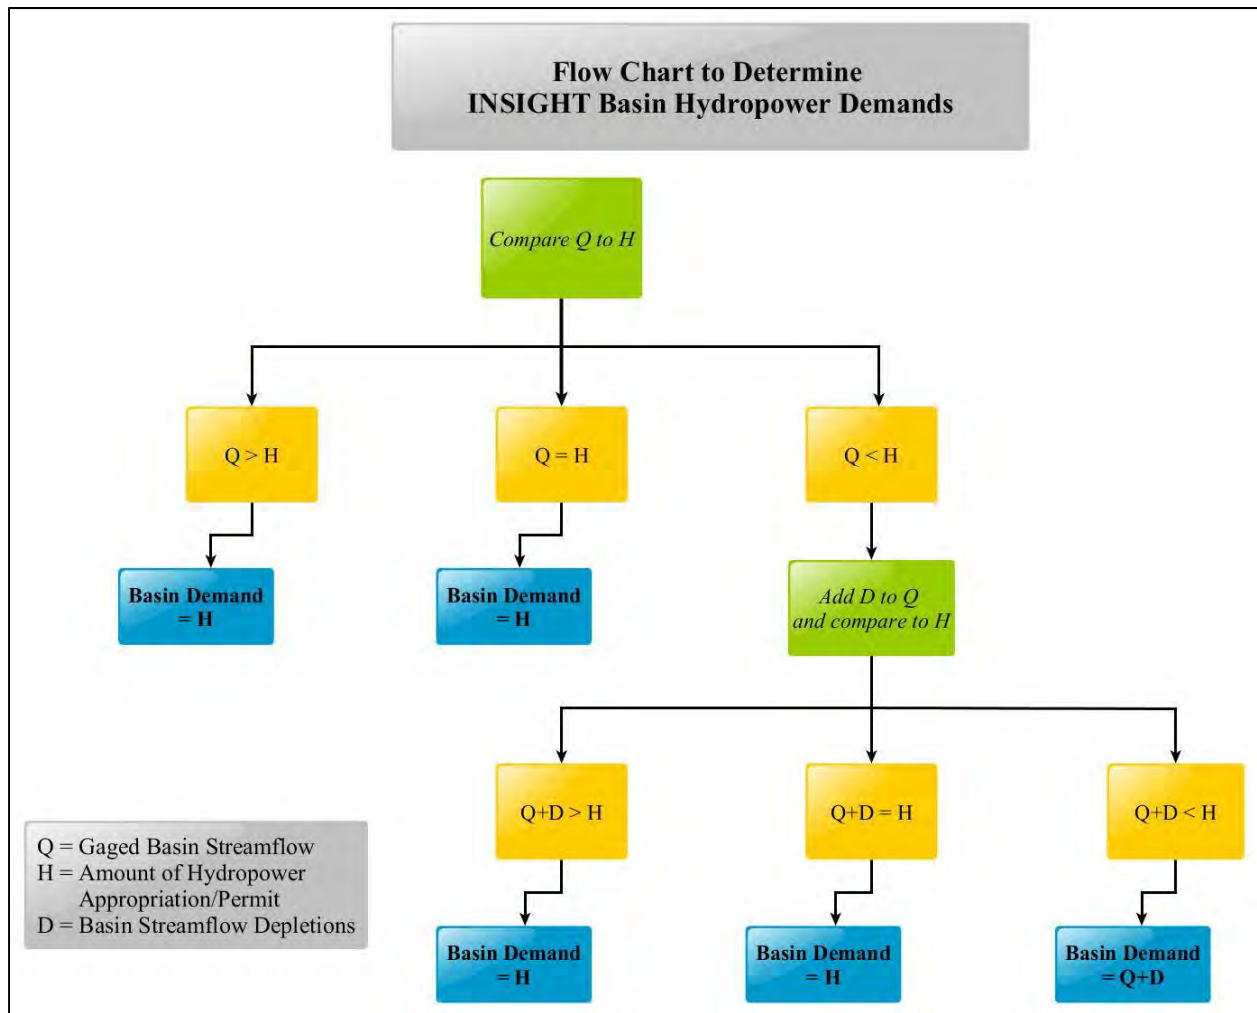 Flow Chart to Determine
INSIGHT Basin Hydropower Demands
Compare Q to H
Q > H
Q = H
Q < H
Basin Demand
= H
Basin Demand
= H
Add D to Q
and compare to H
Q+D > H
Q+D = H
Q+D < H
Q = Gaged Basin Streamflow
H = Amount of Hydropower
Appropriation/Permit
D = Basin Streamflow Depletions
Basin Demand
= H
Basin Demand
= H
Basin Demand
= Q+D